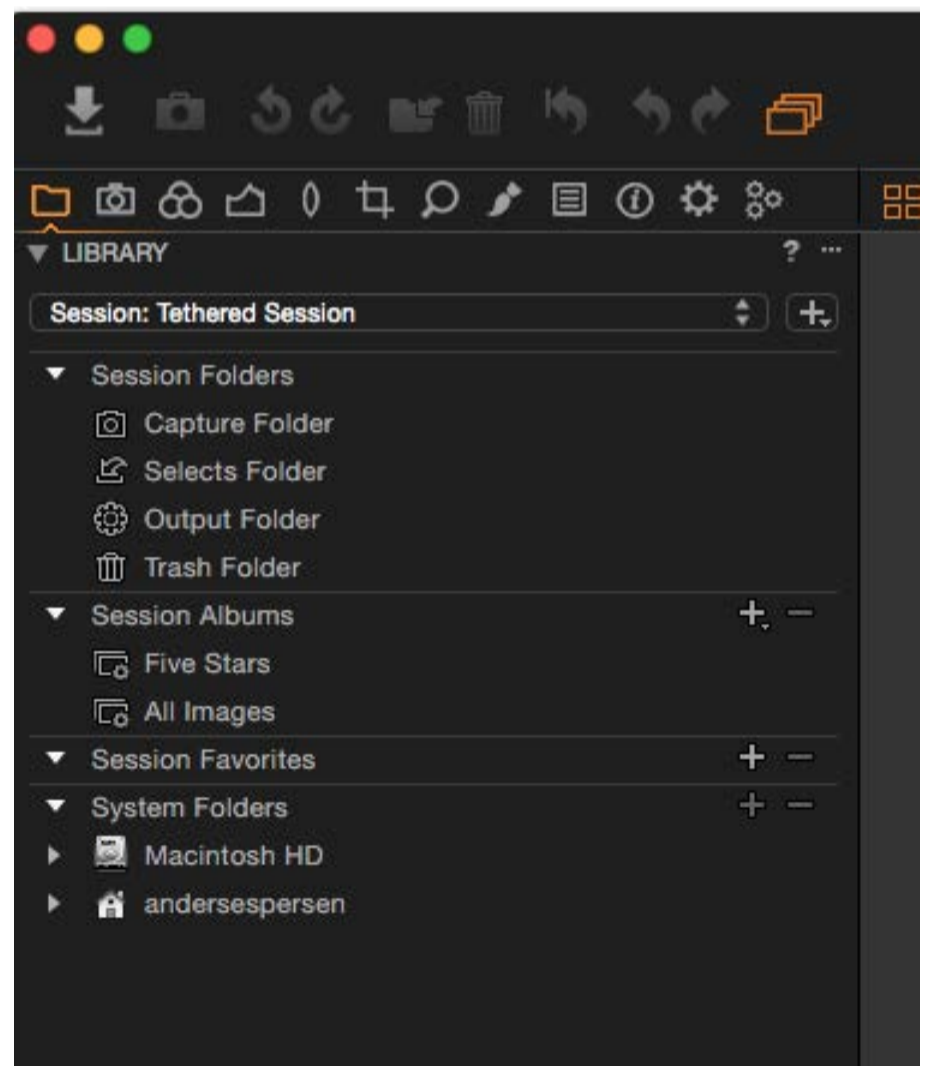 LIBRARY ? ...
Session: Tethered Session
Session Folders
Capture Folder
Selects Folder
Output Folder
Trash Folder
Session Albums
Five Stars
All Images
Session Favorites
System Folders
Macintosh HD
andersespersen